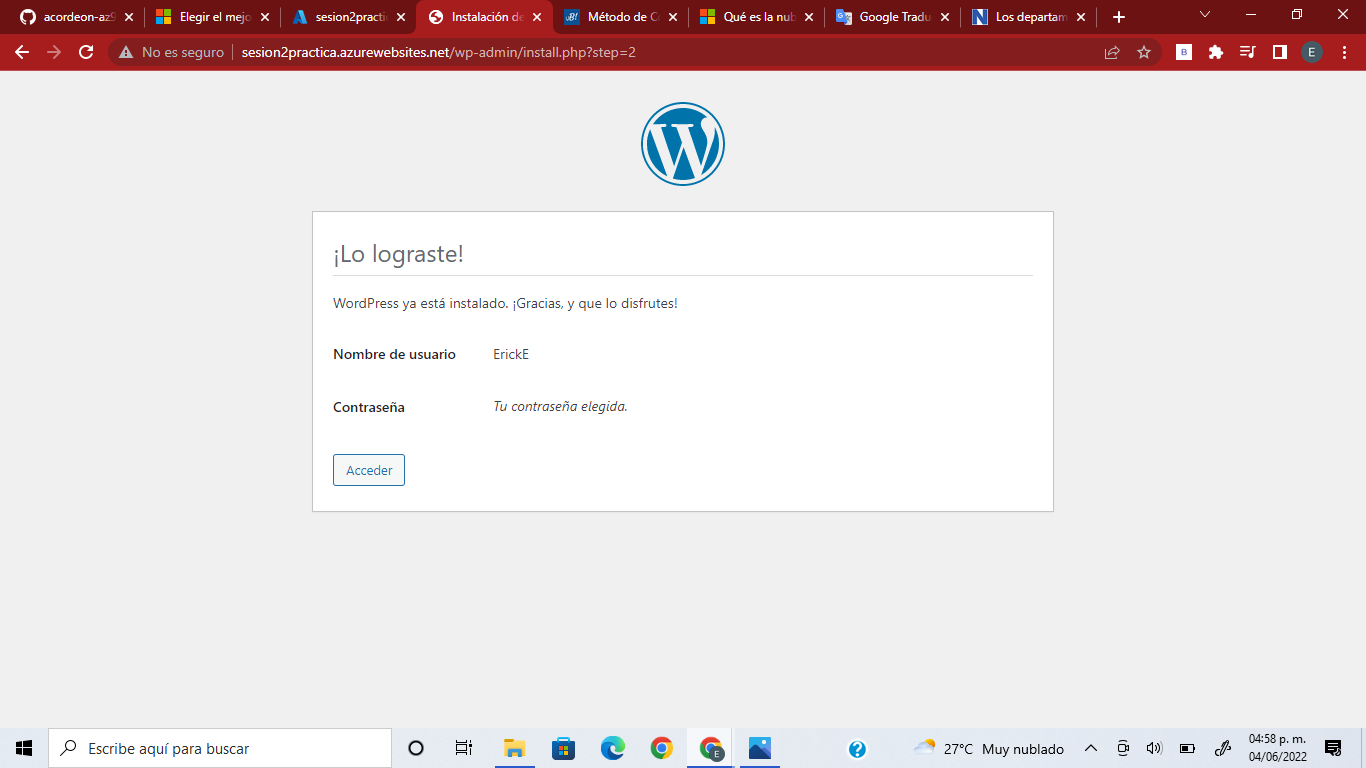 acordeon-az9
Elegir el mejo
sesion2practi
Instalación de
Método de C
Qué es la nub
Google Tradu
Los departam
No es seguro
sesion2practica.azurewebsites.net/wp-admin/install.php?step=2
B
E
W
¡Lo lograste!
WordPress ya está instalado. ¡Gracias, y que lo disfrutes!
Nombre de usuario ErickE
Contraseña Tu contraseña elegida.
Acceder
Escribe aquí para buscar
E
?
27°C Muy nublado
04:58 p. m.
04/06/2022